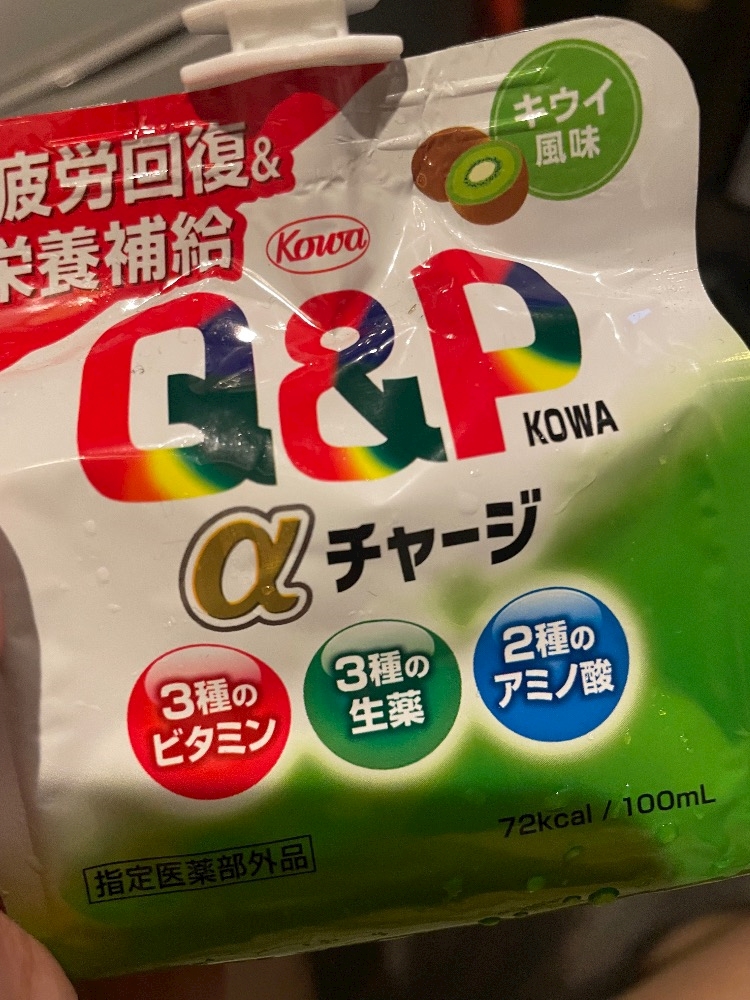 疲労回復&
栄養補給
キウイ
風味
Kowa
Q&P
KOWA
αチャージ
3種の
ビタミン
3種の
生薬
2種の
アミノ酸
72kcal / 100mL
指定医薬部外品